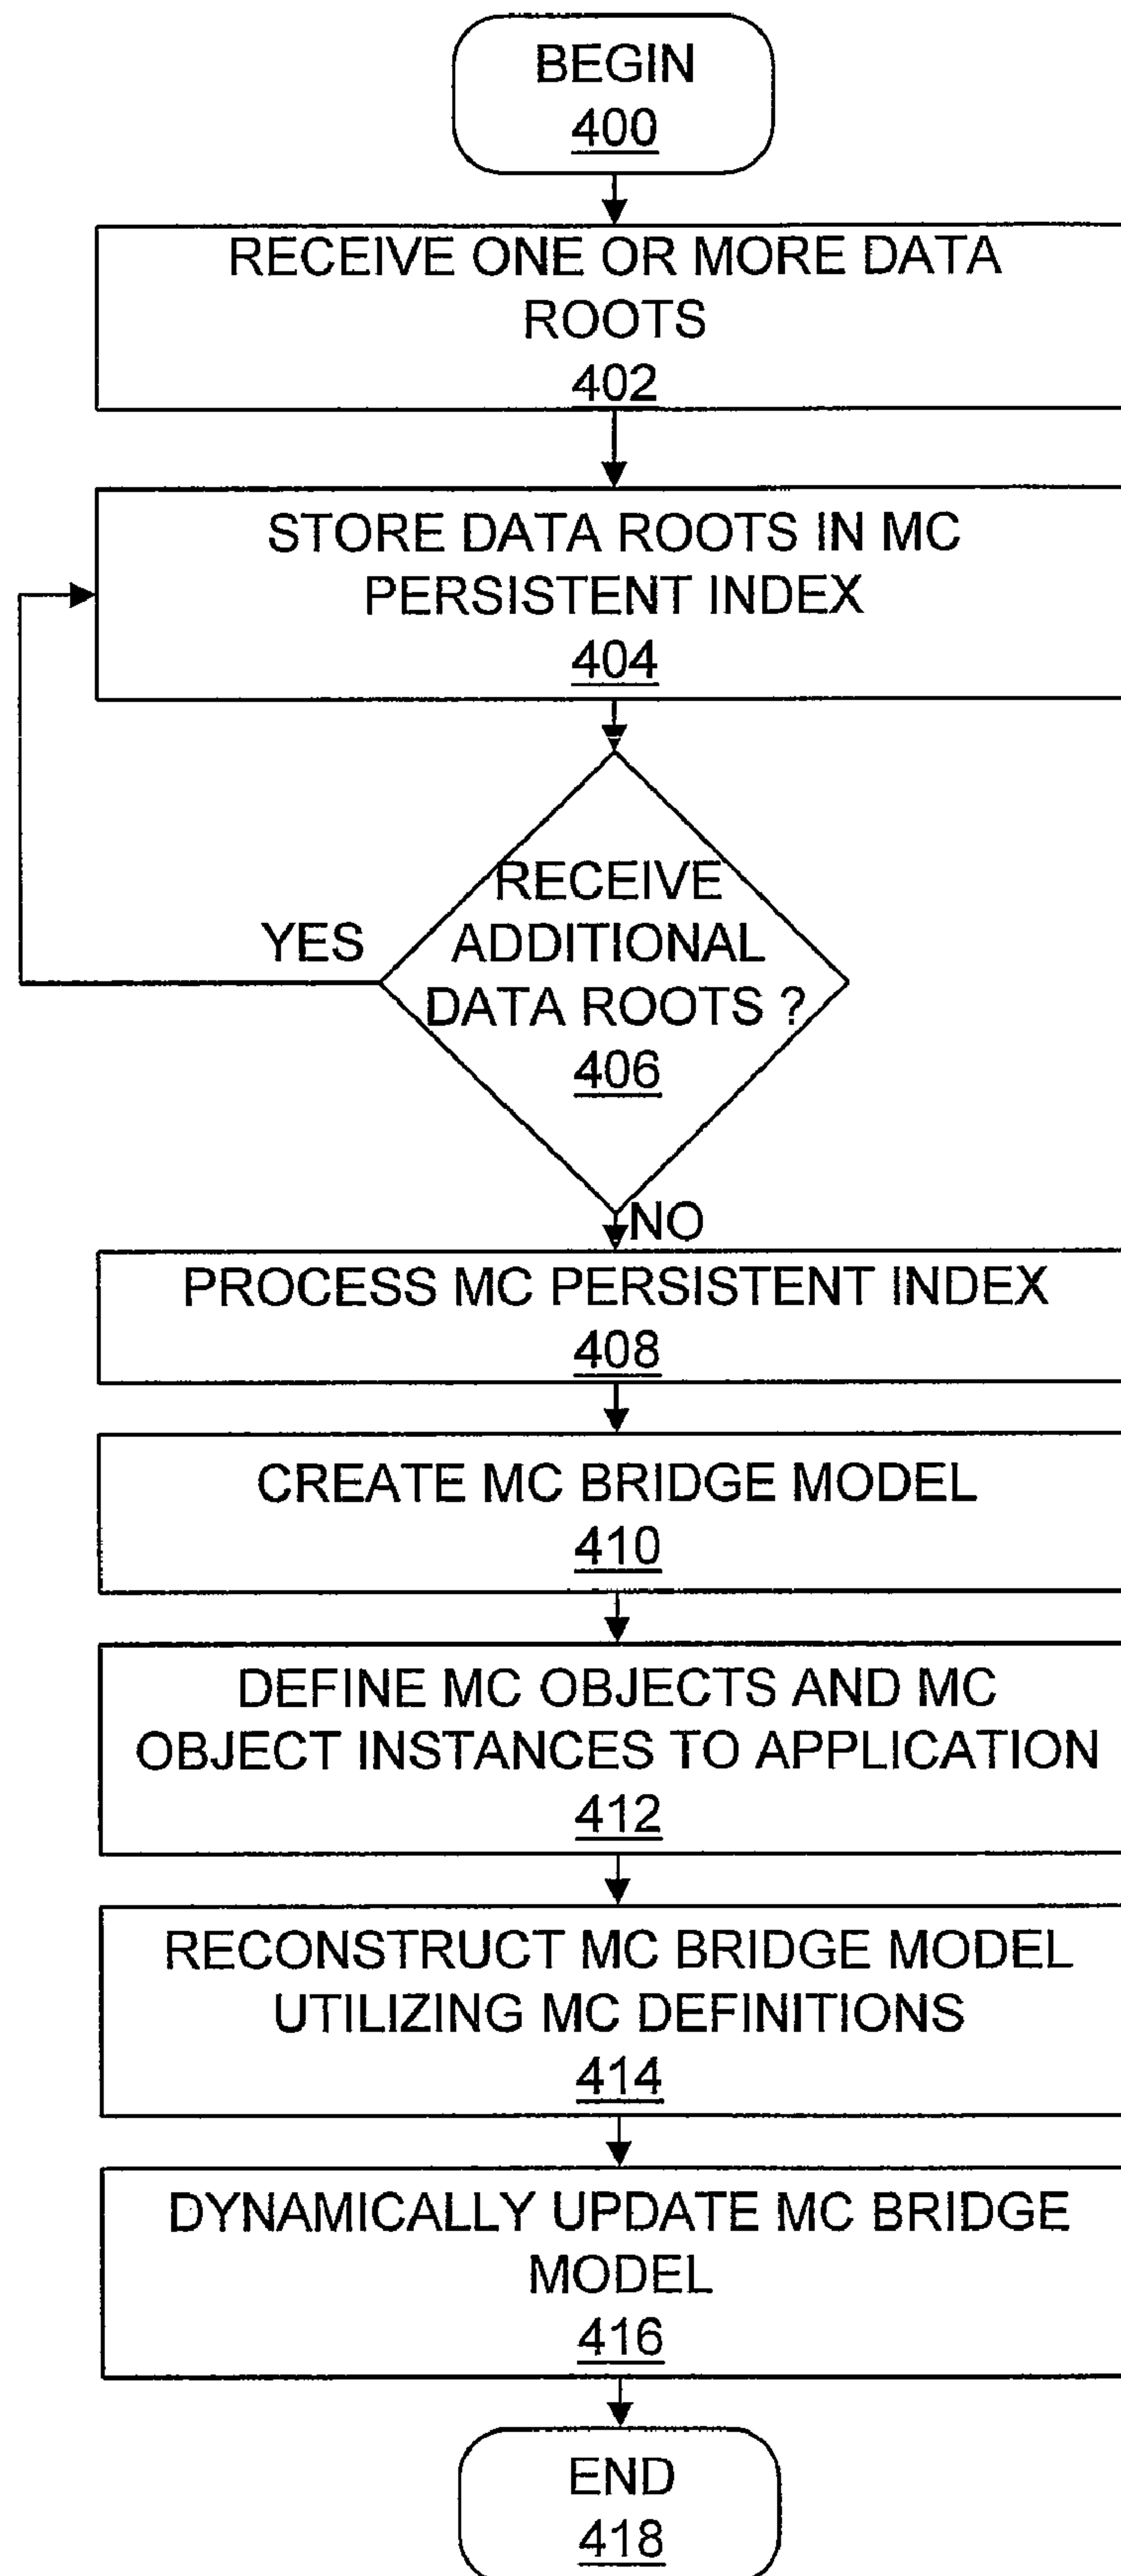 BEGIN
400
RECEIVE ONE OR MORE DATA
ROOTS
402
STORE DATA ROOTS IN MC
PERSISTENT INDEX
404
RECEIVE
ADDITIONAL
DATA ROOTS ?
406
YES
NO
PROCESS MC PERSISTENT INDEX
408
CREATE MC BRIDGE MODEL
410
DEFINE MC OBJECTS AND MC
OBJECT INSTANCES TO APPLICATION
412
RECONSTRUCT MC BRIDGE MODEL
UTILIZING MC DEFINITIONS
414
DYNAMICALLY UPDATE MC BRIDGE
MODEL
416
END
418